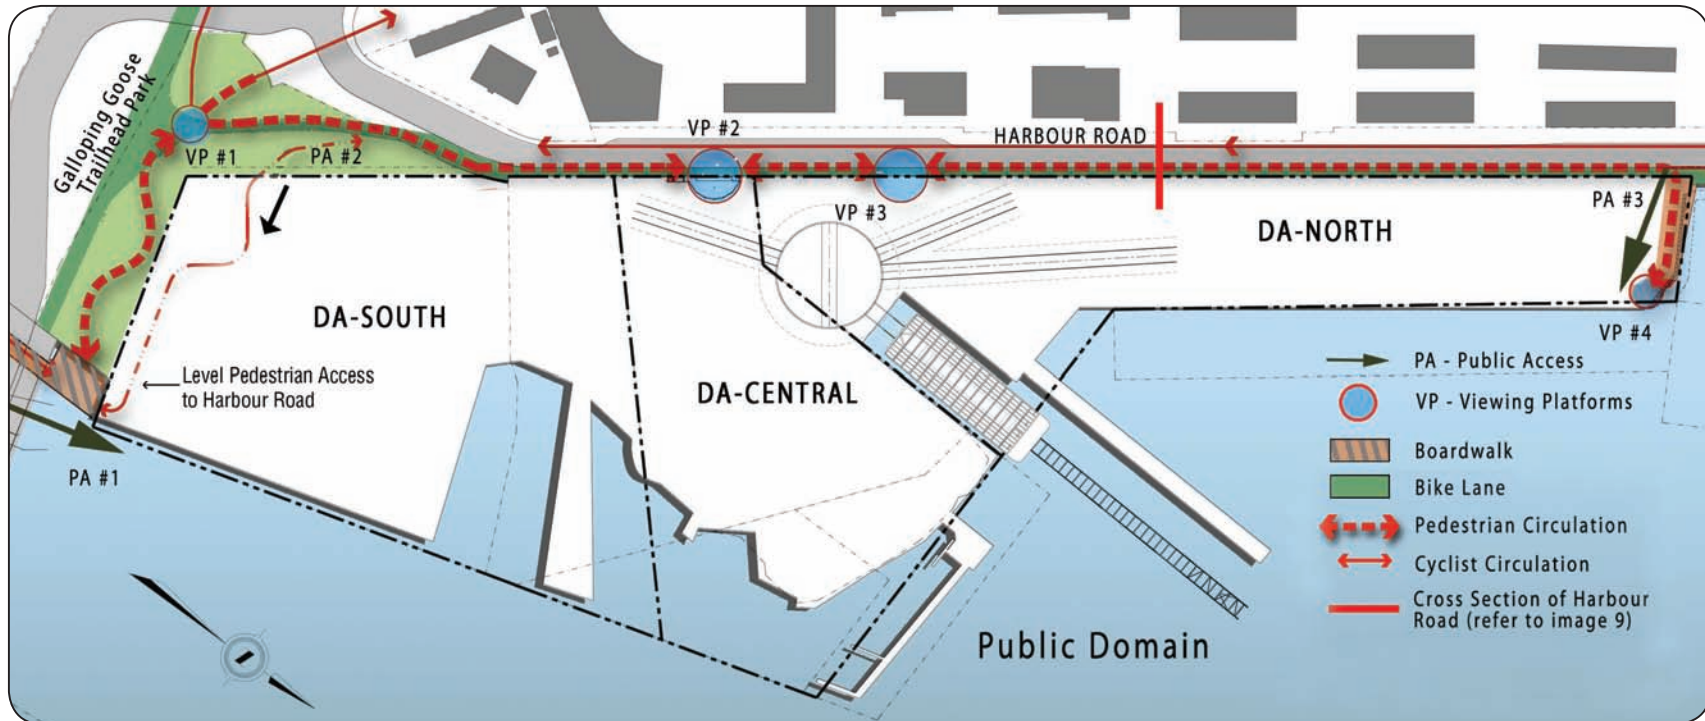 Galloping Goose
Trailhead Park
VP #1
PA #2
VP #2
HARBOUR ROAD
VP #3
PA #3
DA-NORTH
DA-SOUTH
VP #4
DA-CENTRAL
Level Pedestrian Access
to Harbour Road
PA #1
Public Domain
PA - Public Access
VP - Viewing Platforms
Boardwalk
Bike Lane
Pedestrian Circulation
Cyclist Circulation
Cross Section of Harbour
Road (refer to image 9)